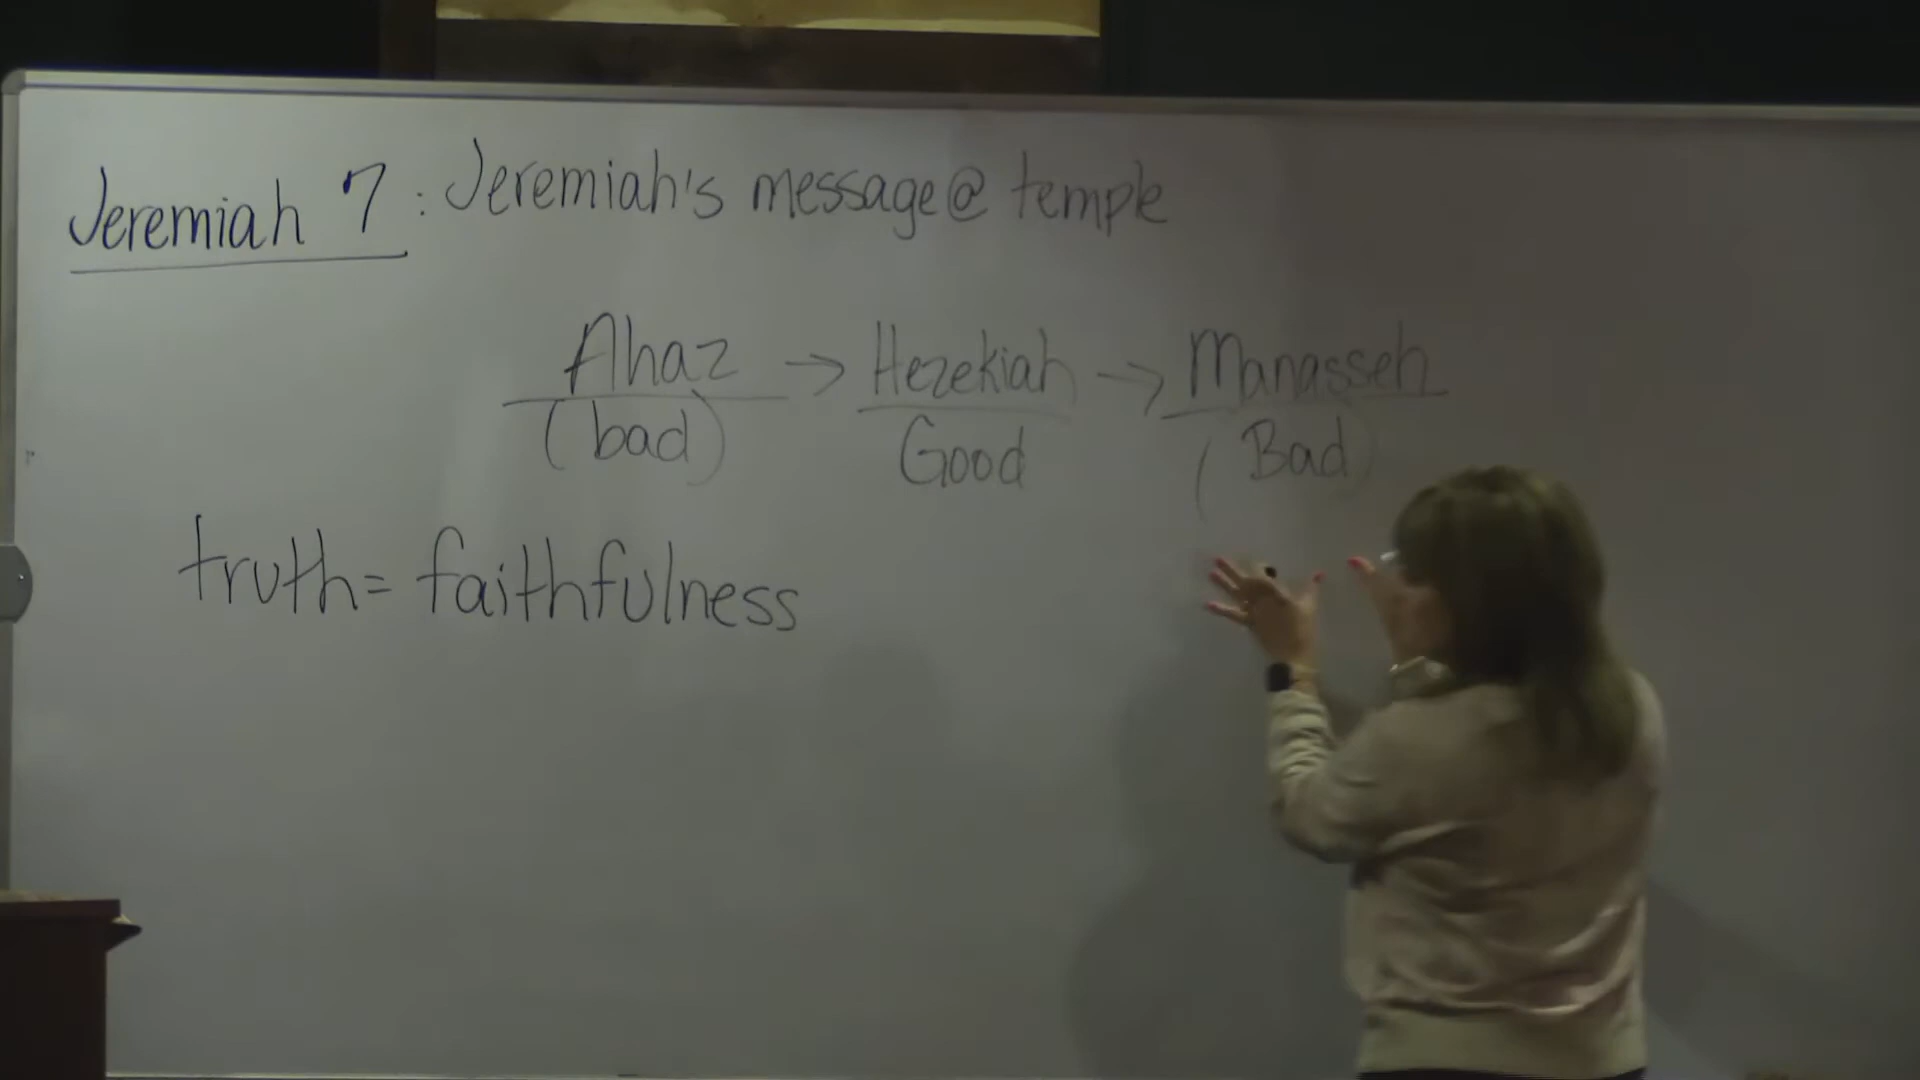 Jeremiah 7 : Jeremiah's message @ temple
Ahaz → Hezekiah → Manasseh
(bad) Good (Bad)
truth = faithfulness